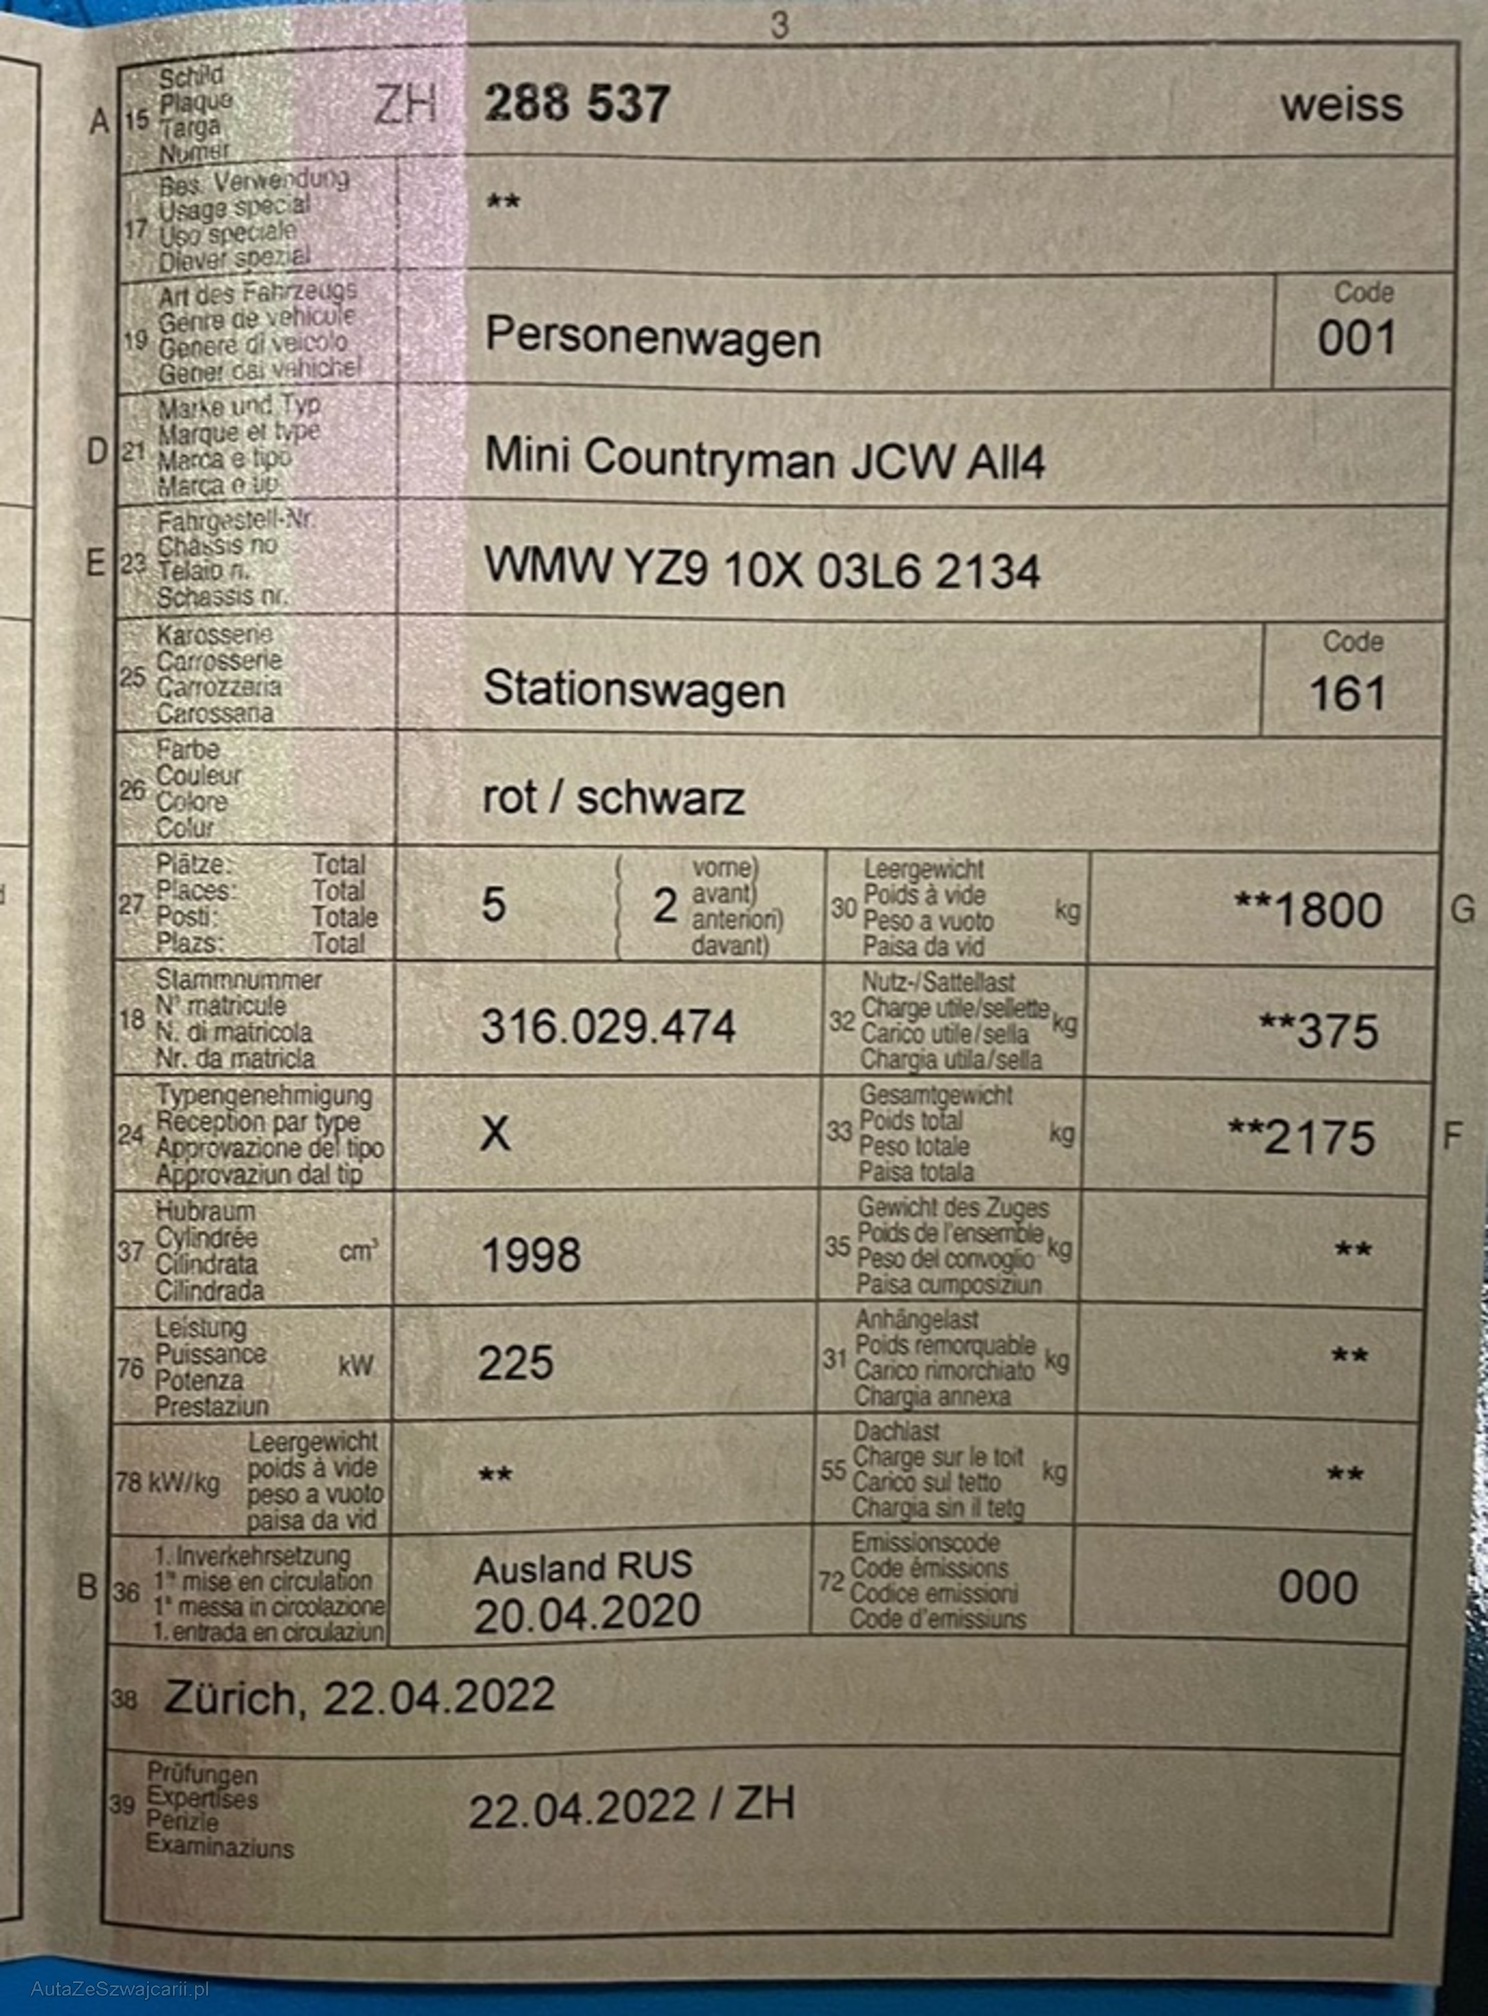 3
A 15 Schild
Plaque
Targa
Numer
ZH 288 537 weiss
17 Bes. Verwendung
Usage special
Uso speciale
Diever spezial
**
19 Art des Fahrzeugs
Genre de vehicule
Genere di veicolo
Gener dal vehichel
Personenwagen
Code
001
D 21 Marke und Typ
Marque et type
Marca e tipo
Marca e tip
Mini Countryman JCW All4
E 23 Fahrgestell-Nr.
Châssis no
Telaio n.
Schassis nr.
WMW YZ9 10X 03L6 2134
25 Karosserie
Carrosserie
Carrozzeria
Carossaria
Stationswagen
Code
161
26 Farbe
Couleur
Colore
Colur
rot / schwarz
27 Plätze: Total
Places: Total
Posti: Totale
Plazs: Total
5 ( 2 vorne)
( avant)
( anteriori)
( davant)
30 Leergewicht
Poids à vide
Peso a vuoto
Paisa da vid
kg **1800 G
18 Stammnummer
N° matricule
N. di matricola
Nr. da matricla
316.029.474
32 Nutz-/Sattellast
Charge utile/sellette
Carico utile/sella
Chargia utila/sella
kg **375
24 Typengenehmigung
Réception par type
Approvazione del tipo
Approvaziun dal tip
X
33 Gesamtgewicht
Poids total
Peso totale
Paisa totala
kg **2175 F
37 Hubraum
Cylindrée
Cilindrata
Cilindrada
cm³ 1998
35 Gewicht des Zuges
Poids de l'ensemble
Peso del convoglio
Paisa cumposiziun
kg **
76 Leistung
Puissance
Potenza
Prestaziun
kW 225
31 Anhängelast
Poids remorquable
Carico rimorchiato
Chargia annexa
kg **
78 kW/kg Leergewicht
poids à vide
peso a vuoto
paisa da vid
**
55 Dachlast
Charge sur le toit
Carico sul tetto
Chargia sin il tetg
kg **
B 36 1. Inverkehrsetzung
1re mise en circulation
1a messa in circolazione
1. entrada en circulaziun
Ausland RUS
20.04.2020
72 Emissionscode
Code émissions
Codice emissioni
Code d'emissiuns
000
38 Zürich, 22.04.2022
39 Prüfungen
Expertises
Perizie
Examinaziuns
22.04.2022 / ZH
AutaZeSzwajcarii.pl